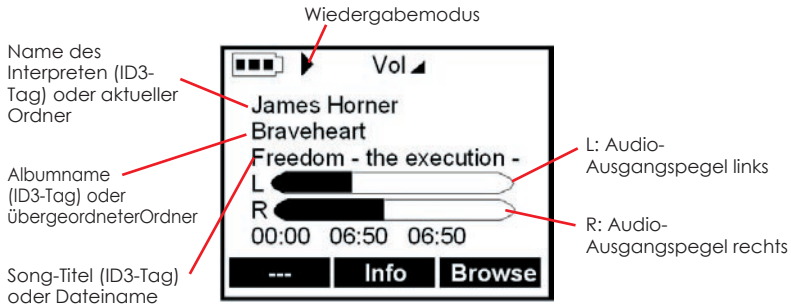 Wiedergabemodus
Name des
Interpreten (ID3-
Tag) oder aktueller
Ordner
Albumname
(ID3-Tag) oder
übergeordneterOrdner
Song-Titel (ID3-Tag)
oder Dateiname
Vol
James Horner
Braveheart
Freedom - the execution -
L
R
00:00 06:50 06:50
--- Info Browse
L: Audio-
Ausgangspegel links
R: Audio-
Ausgangspegel rechts